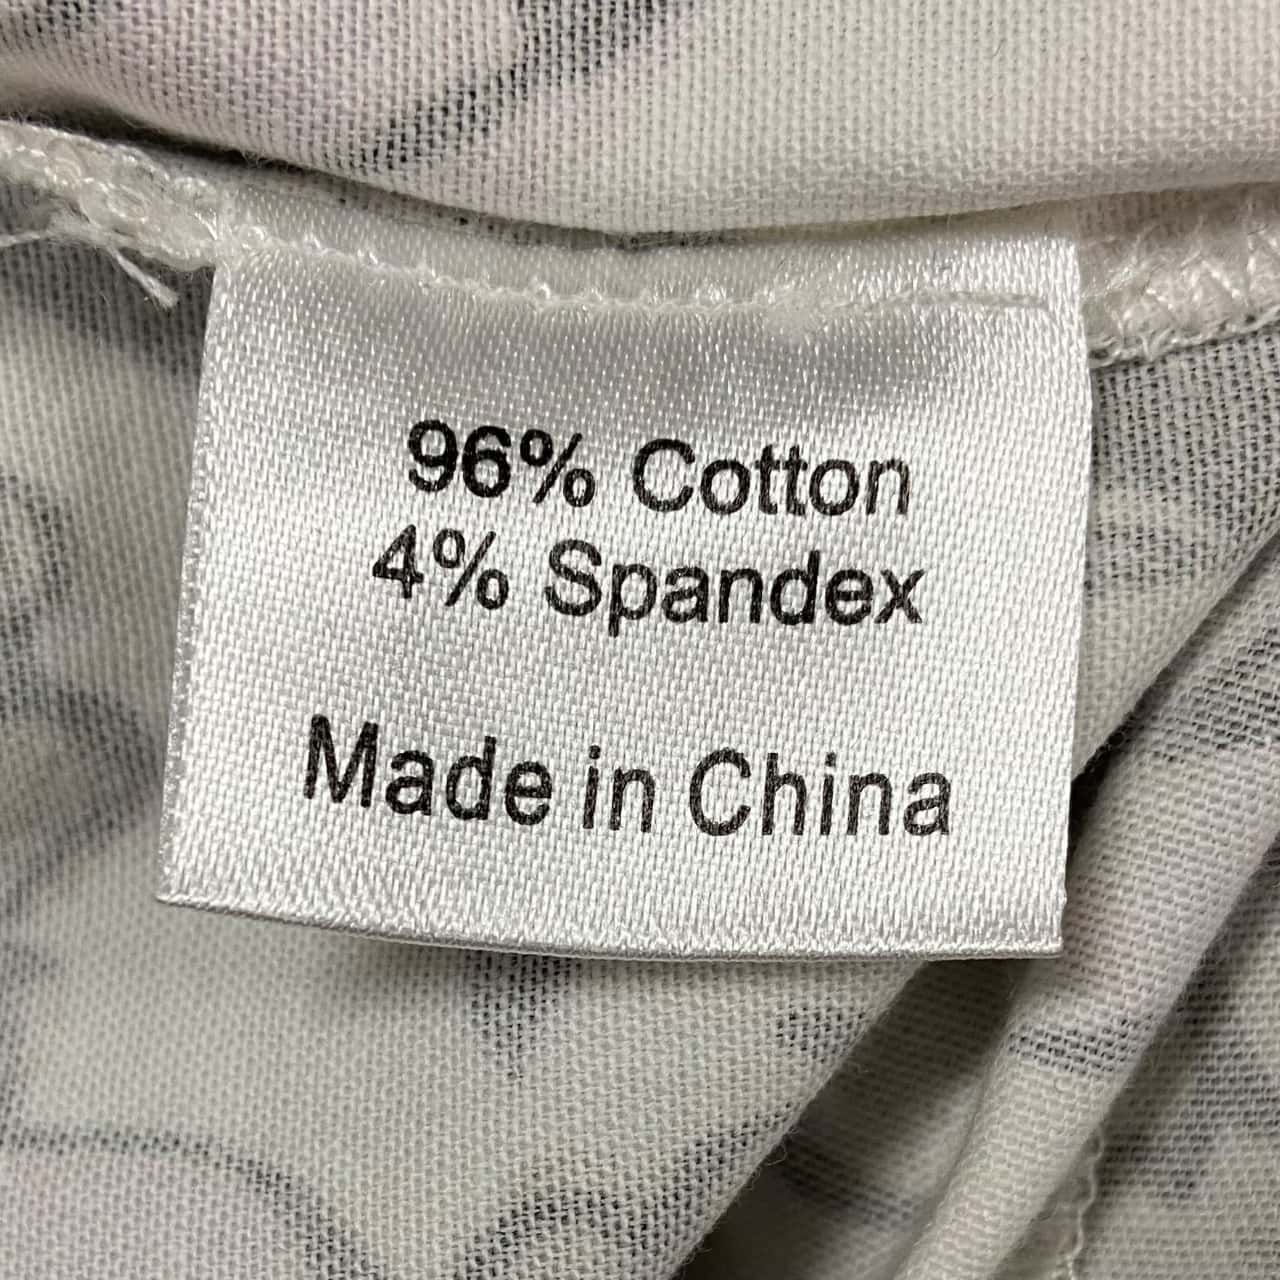 96% Cotton
4% Spandex
Made in China